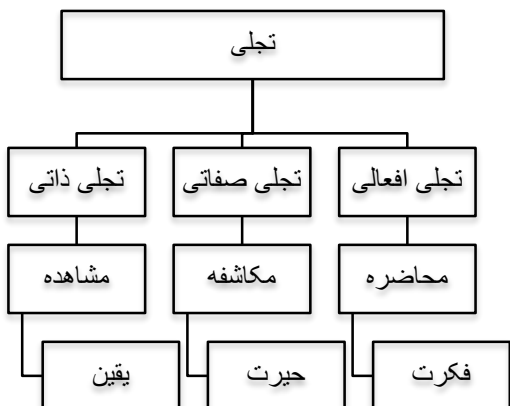 تجلی
تجلی افعالی
تجلی صفاتی
تجلی ذاتی
محاضره
مکاشفه
مشاهده
فکرت
حیرت
یقین